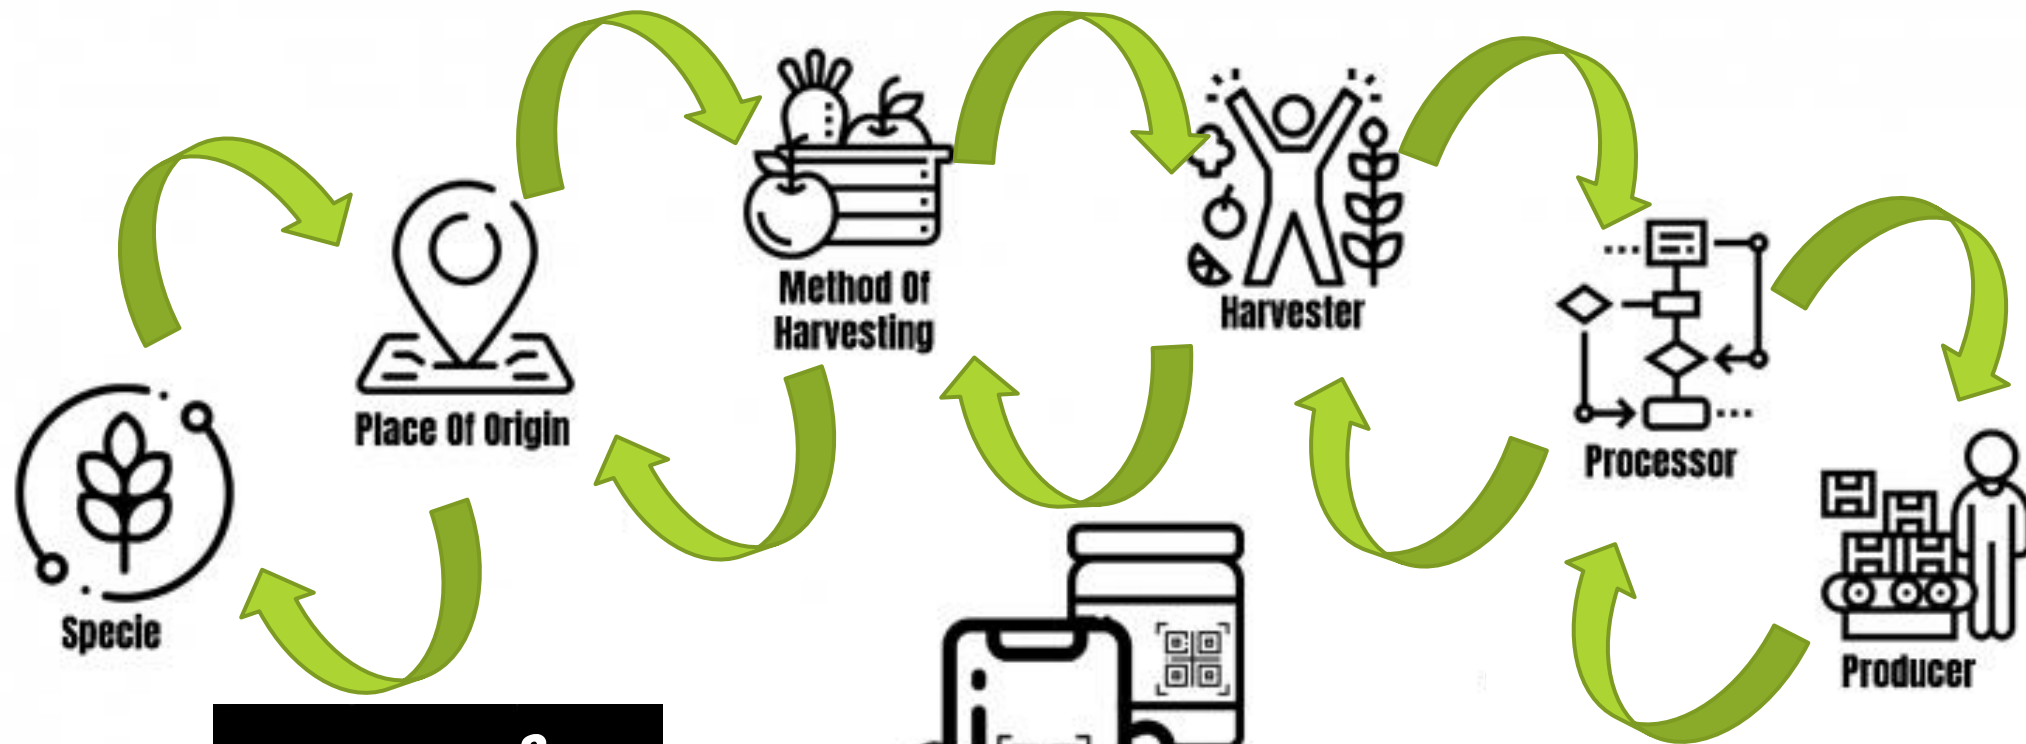 Specie
Place Of Origin
Method Of
Harvesting
Harvester
Processor
Producer